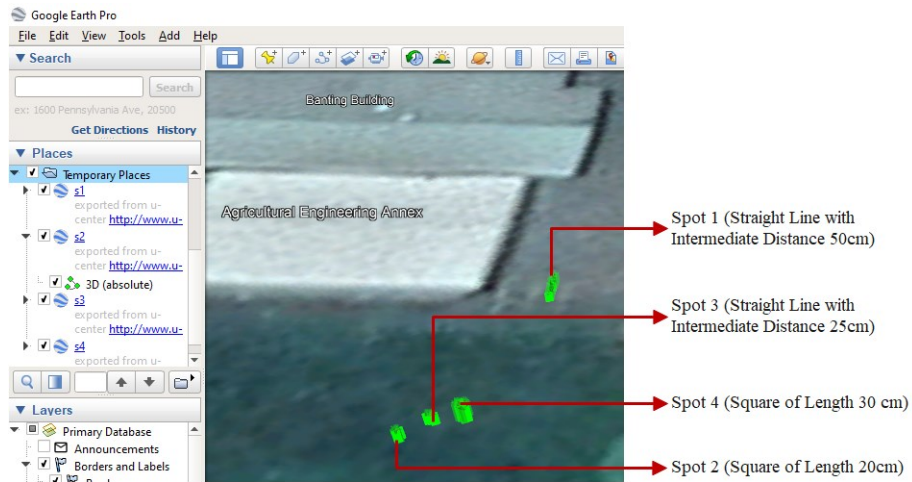 Google Earth Pro
File Edit View Tools Add Help
Search
Search
ex: 1600 Pennsylvania Ave, 20500
Get Directions History
Places
Temporary Places
s1
exported from u-
center http://www.u-
s2
exported from u-
center http://www.u-
3D (absolute)
s3
exported from u-
center http://www.u-
s4
exported from u-
Layers
Primary Database
Announcements
Borders and Labels
Banting Building
Agricultural Engineering Annex
Spot 1 (Straight Line with
Intermediate Distance 50cm)
Spot 3 (Straight Line with
Intermediate Distance 25cm)
Spot 4 (Square of Length 30 cm)
Spot 2 (Square of Length 20cm)